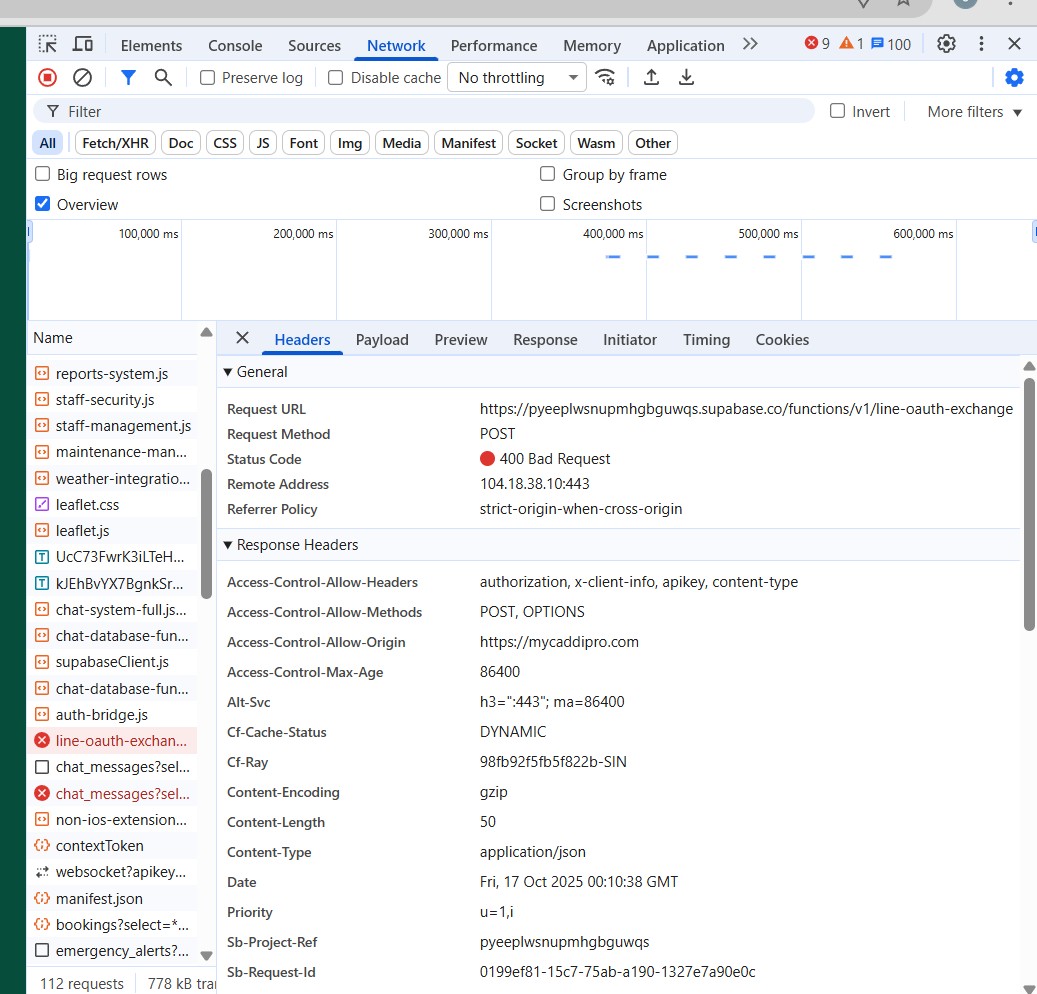 Elements Console Sources Network Performance Memory Application 9 1 100
Preserve log Disable cache No throttling
Filter Invert More filters
All Fetch/XHR Doc CSS JS Font Img Media Manifest Socket Wasm Other
Big request rows Group by frame
Overview Screenshots
100,000 ms 200,000 ms 300,000 ms 400,000 ms 500,000 ms 600,000 ms
Name
reports-system.js
staff-security.js
staff-management.js
maintenance-man...
weather-integratio...
leaflet.css
leaflet.js
UcC73FwrK3iLTeH...
kJEhBvYX7BgnkSr...
chat-system-full.js...
chat-database-fun...
supabaseClient.js
chat-database-fun...
auth-bridge.js
line-oauth-exchan...
chat_messages?sel...
chat_messages?sel...
non-ios-extension...
contextToken
websocket?apikey...
manifest.json
bookings?select=*...
emergency_alerts?...
112 requests 778 kB tra
Headers Payload Preview Response Initiator Timing Cookies
General
Request URL https://pyeeplwsnupmhgbguwqs.supabase.co/functions/v1/line-oauth-exchange
Request Method POST
Status Code 400 Bad Request
Remote Address 104.18.38.10:443
Referrer Policy strict-origin-when-cross-origin
Response Headers
Access-Control-Allow-Headers authorization, x-client-info, apikey, content-type
Access-Control-Allow-Methods POST, OPTIONS
Access-Control-Allow-Origin https://mycaddipro.com
Access-Control-Max-Age 86400
Alt-Svc h3=":443"; ma=86400
Cf-Cache-Status DYNAMIC
Cf-Ray 98fb92f5fb5f822b-SIN
Content-Encoding gzip
Content-Length 50
Content-Type application/json
Date Fri, 17 Oct 2025 00:10:38 GMT
Priority u=1,i
Sb-Project-Ref pyeeplwsnupmhgbguwqs
Sb-Request-Id 0199ef81-15c7-75ab-a190-1327e7a90e0c